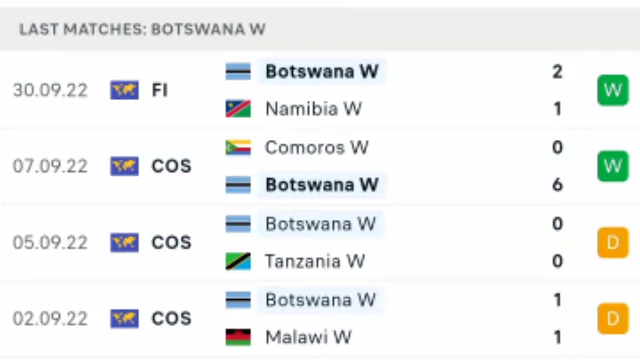 LAST MATCHES: BOTSWANA W
30.09.22 FI Botswana W 2 W
Namibia W 1
07.09.22 COS Comoros W 0 W
Botswana W 6
05.09.22 COS Botswana W 0 D
Tanzania W 0
02.09.22 COS Botswana W 1 D
Malawi W 1